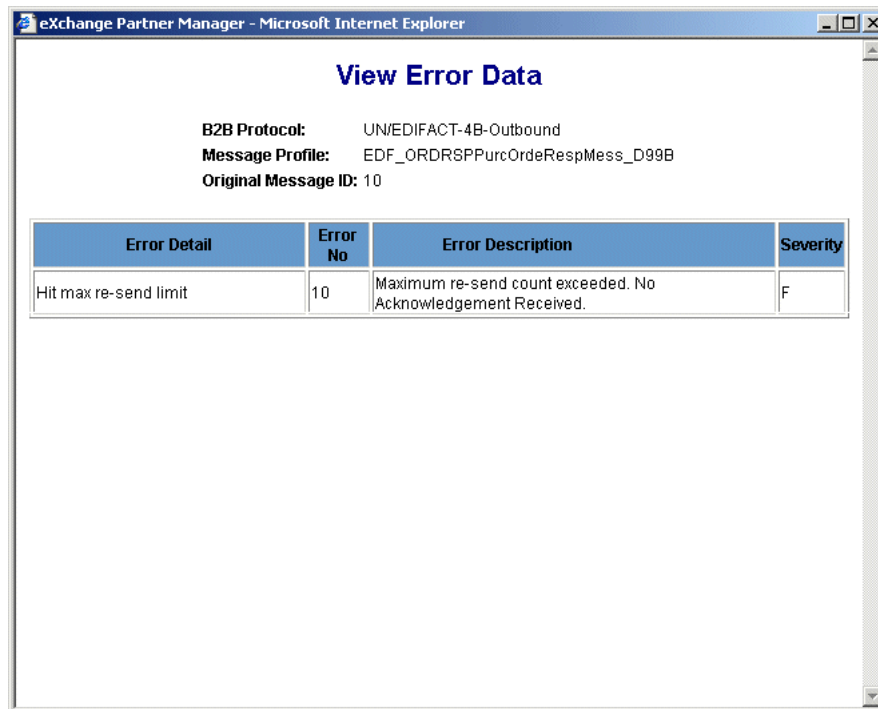 eXchange Partner Manager - Microsoft Internet Explorer
View Error Data
B2B Protocol: UN/EDIFACT-4B-Outbound
Message Profile: EDF_ORDRSPPurcOrdeRespMess_D99B
Original Message ID: 10
Error Detail Error No Error Description Severity
Hit max re-send limit 10 Maximum re-send count exceeded. No Acknowledgement Received. F